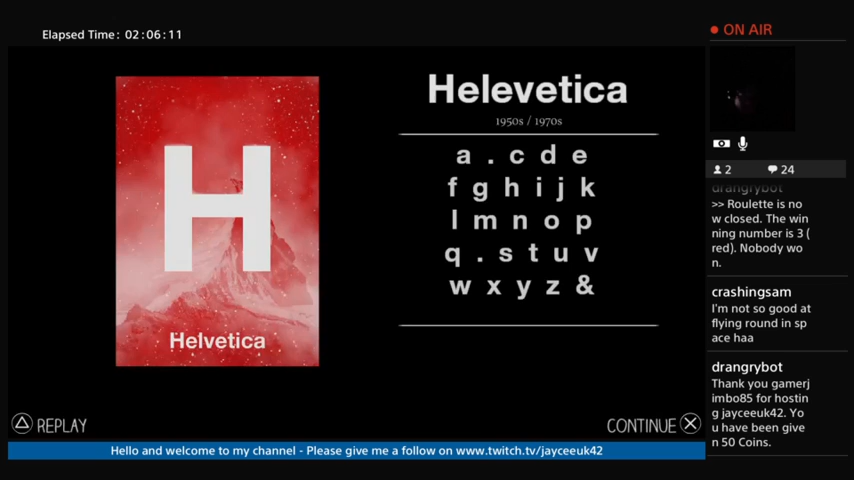 Elapsed Time: 02:06:11
ON AIR
H
Helvetica
Helevetica
1950s / 1970s
a . c d e
f g h i j k
l m n o p
q . s t u v
w x y z &
REPLAY
CONTINUE
Hello and welcome to my channel - Please give me a follow on www.twitch.tv/jayceeuk42
2
24
drangrybot
>> Roulette is no
w closed. The win
ning number is 3 (
red). Nobody wo
n.
crashingsam
I'm not so good at
flying round in sp
ace haa
drangrybot
Thank you gamerj
imbo85 for hostin
g jayceeuk42. Yo
u have been give
n 50 Coins.